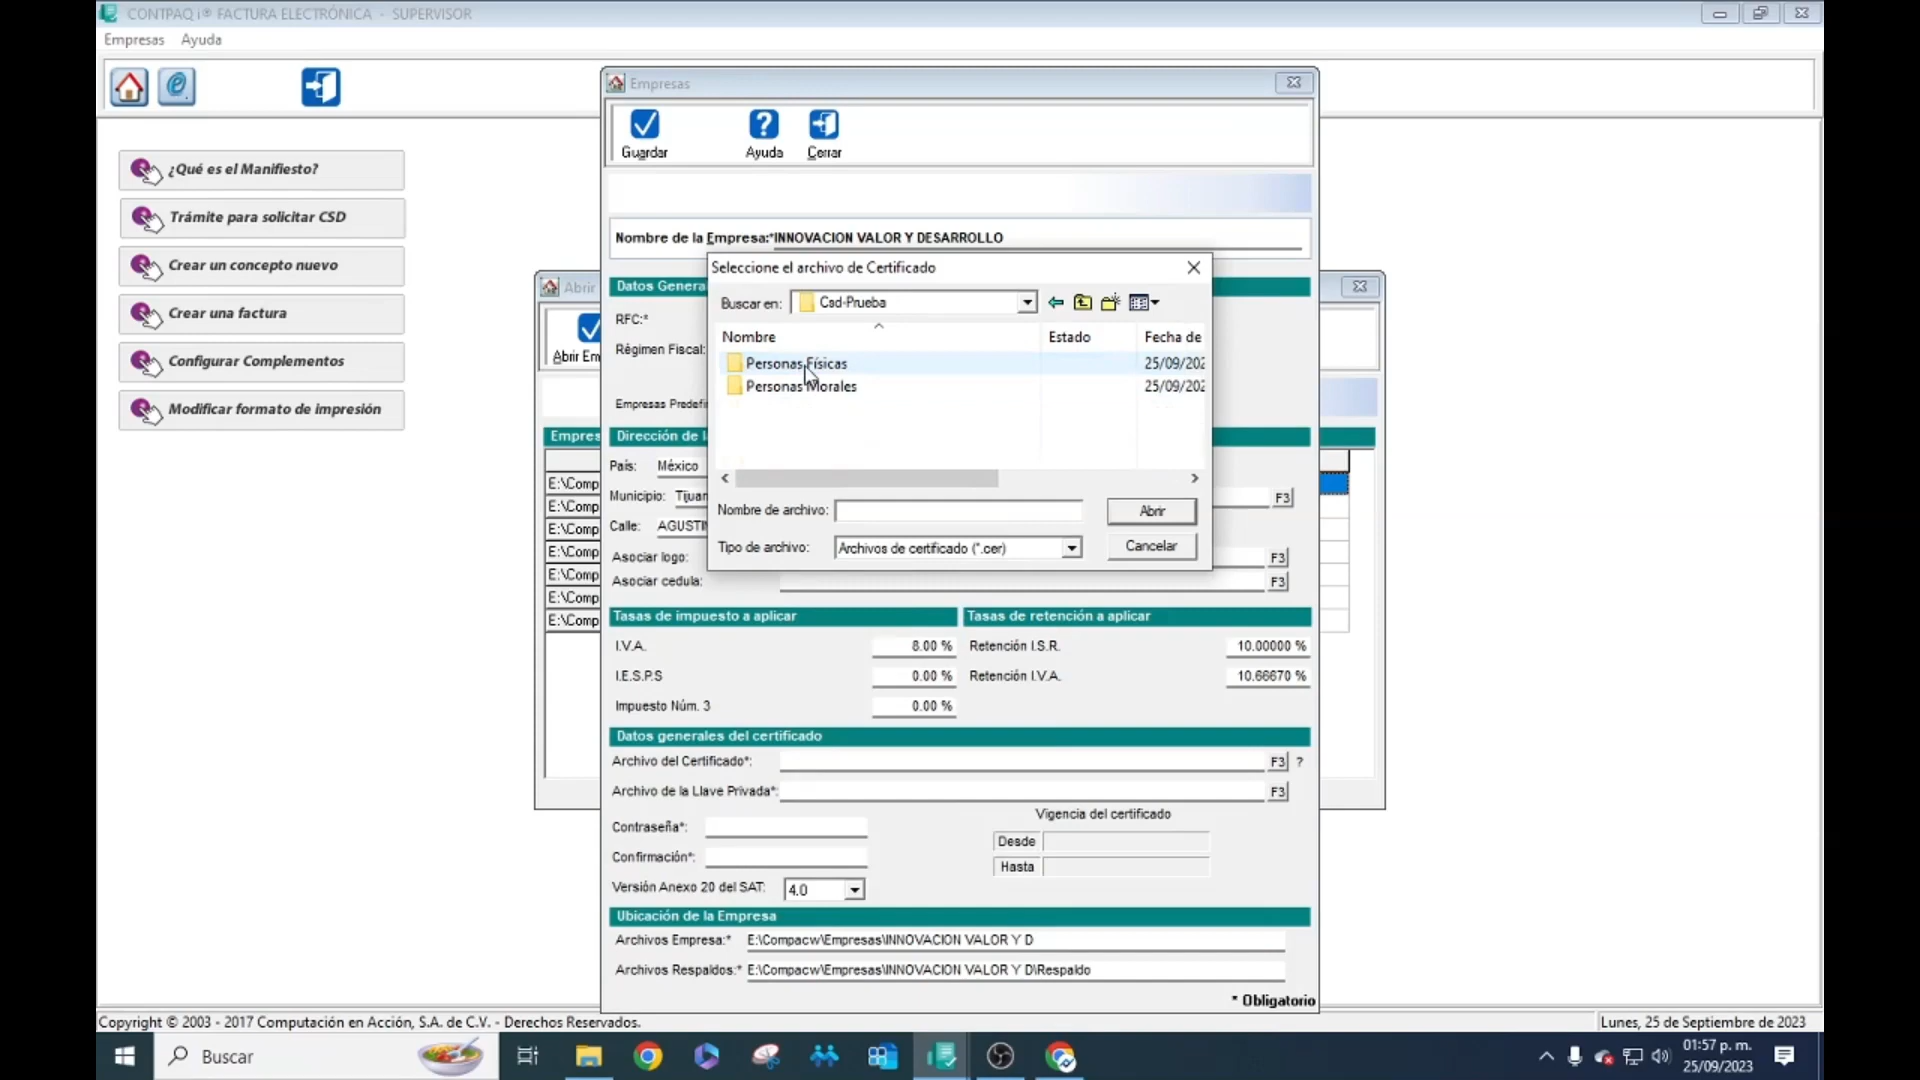 CONTPAQ i® FACTURA ELECTRÓNICA - SUPERVISOR
Empresas Ayuda
¿Qué es el Manifiesto?
Trámite para solicitar CSD
Crear un concepto nuevo
Crear una factura
Configurar Complementos
Modificar formato de impresión
Abrir
Abrir Em
Empres
E:\Comp
E:\Comp
E:\Comp
E:\Comp
E:\Comp
E:\Comp
E:\Comp
Empresas
Guardar Ayuda Cerrar
Nombre de la Empresa:*INNOVACION VALOR Y DESARROLLO
Datos Genera
RFC:*
Régimen Fiscal:
Empresas Predefi
Dirección de l
País: México
Municipio: Tijuan F3
Calle: AGUSTI
Asociar logo: F3
Asociar cedula: F3
Seleccione el archivo de Certificado
Buscar en: Csd-Prueba
Nombre Estado Fecha de
Personas Físicas 25/09/202
Personas Morales 25/09/202
Nombre de archivo: Abrir
Tipo de archivo: Archivos de certificado (*.cer) Cancelar
Tasas de impuesto a aplicar Tasas de retención a aplicar
I.V.A. 8.00 % Retención I.S.R. 10.00000 %
I.E.S.P.S 0.00 % Retención I.V.A. 10.66670 %
Impuesto Núm. 3 0.00 %
Datos generales del certificado
Archivo del Certificado*: F3 ?
Archivo de la Llave Privada*: F3
Vigencia del certificado
Contraseña*: Desde
Confirmación*: Hasta
Versión Anexo 20 del SAT: 4.0
Ubicación de la Empresa
Archivos Empresa:* E:\Compacw\Empresas\INNOVACION VALOR Y D
Archivos Respaldos:* E:\Compacw\Empresas\INNOVACION VALOR Y D\Respaldo
* Obligatorio
Copyright © 2003 - 2017 Computación en Acción, S.A. de C.V. - Derechos Reservados. Lunes, 25 de Septiembre de 2023
Buscar
01:57 p. m.
25/09/2023